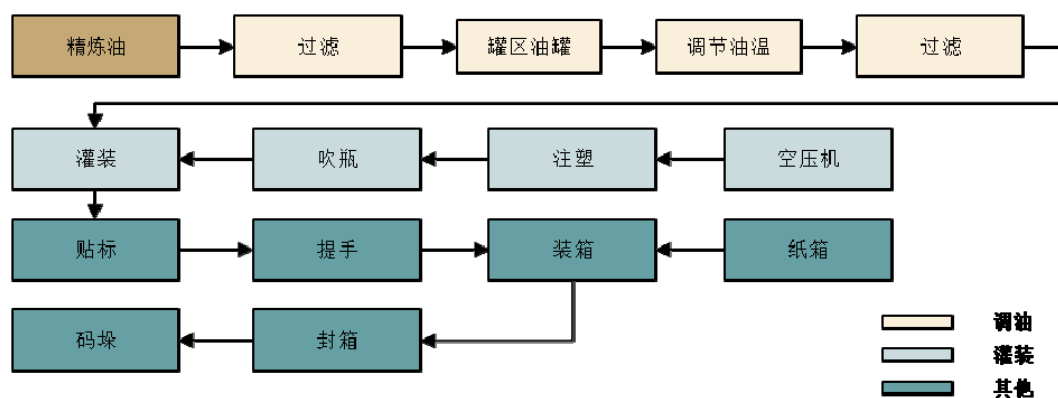 精炼油 过滤 罐区油罐 调节油温 过滤
灌装 吹瓶 注塑 空压机
贴标 提手 装箱 纸箱
码垛 封箱
调油
灌装
其他